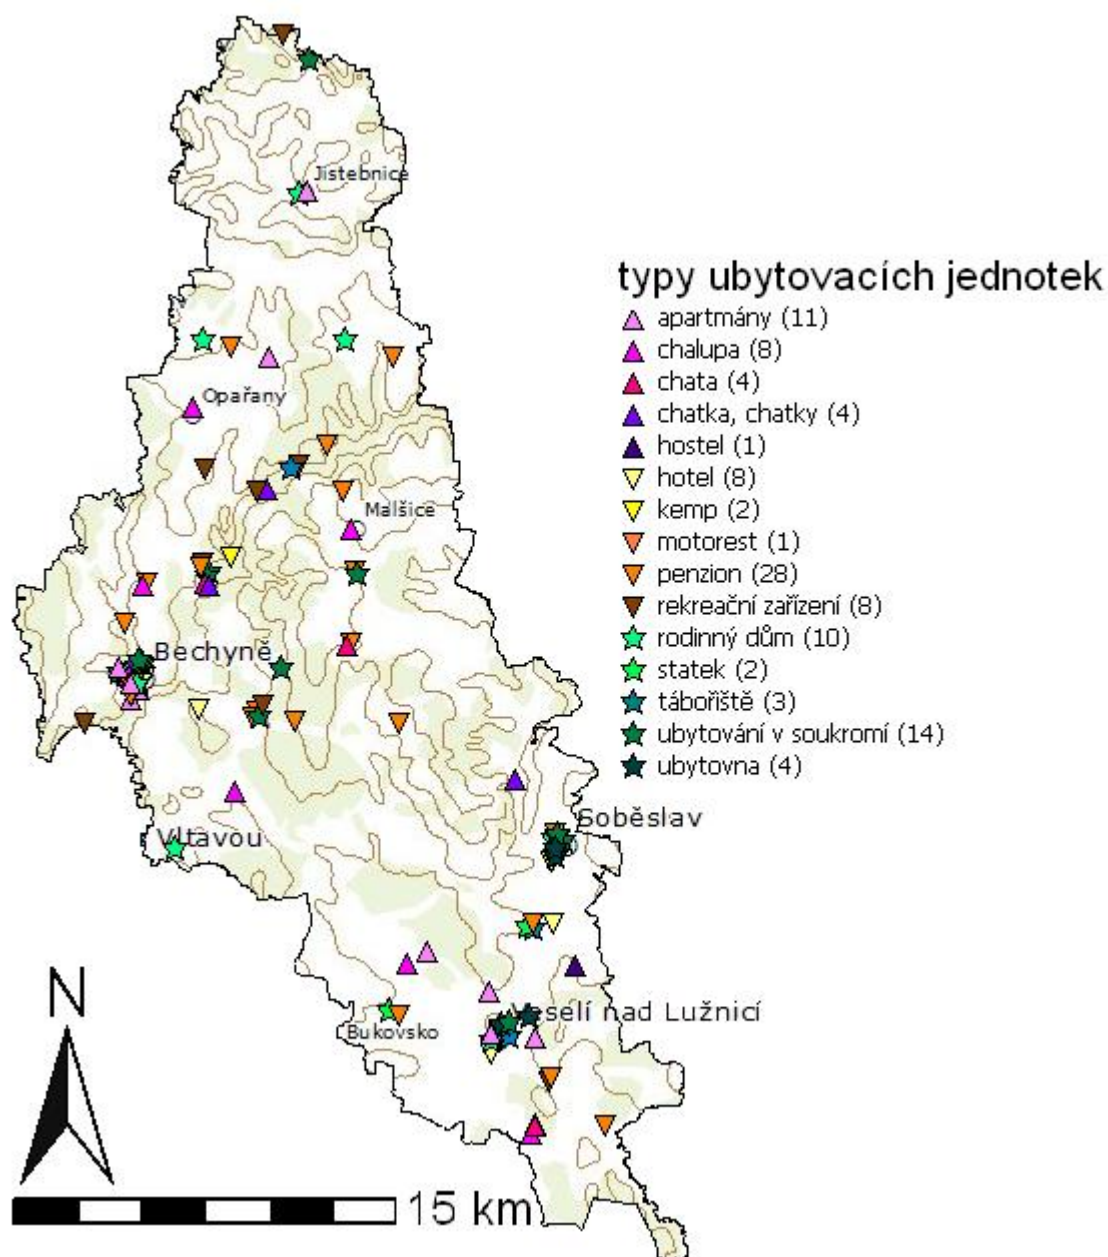 Jistebnice
typy ubytovacích jednotek
apartmány (11)
chalupa (8)
chata (4)
chatka, chatky (4)
hostel (1)
hotel (8)
kemp (2)
motorest (1)
penzion (28)
rekreační zařízení (8)
rodinný dům (10)
statek (2)
tábořiště (3)
ubytování v soukromí (14)
ubytovna (4)
Opařany
Malšice
Bechyně
Soběslav
Vltavou
Veselí nad Lužnicí
Bukovsko
N
15 km